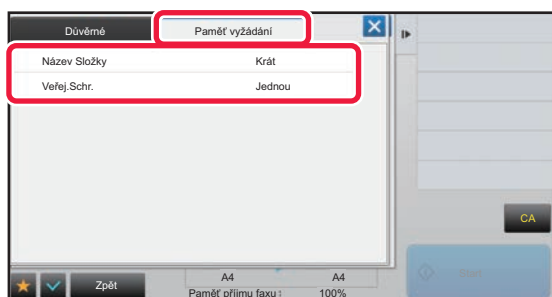 Důvěrné Paměť vyžádání
Název Složky Krát
Veřej.Schr. Jednou
CA
A4 A4
Zpět
Paměť příjmu faxu: 100%